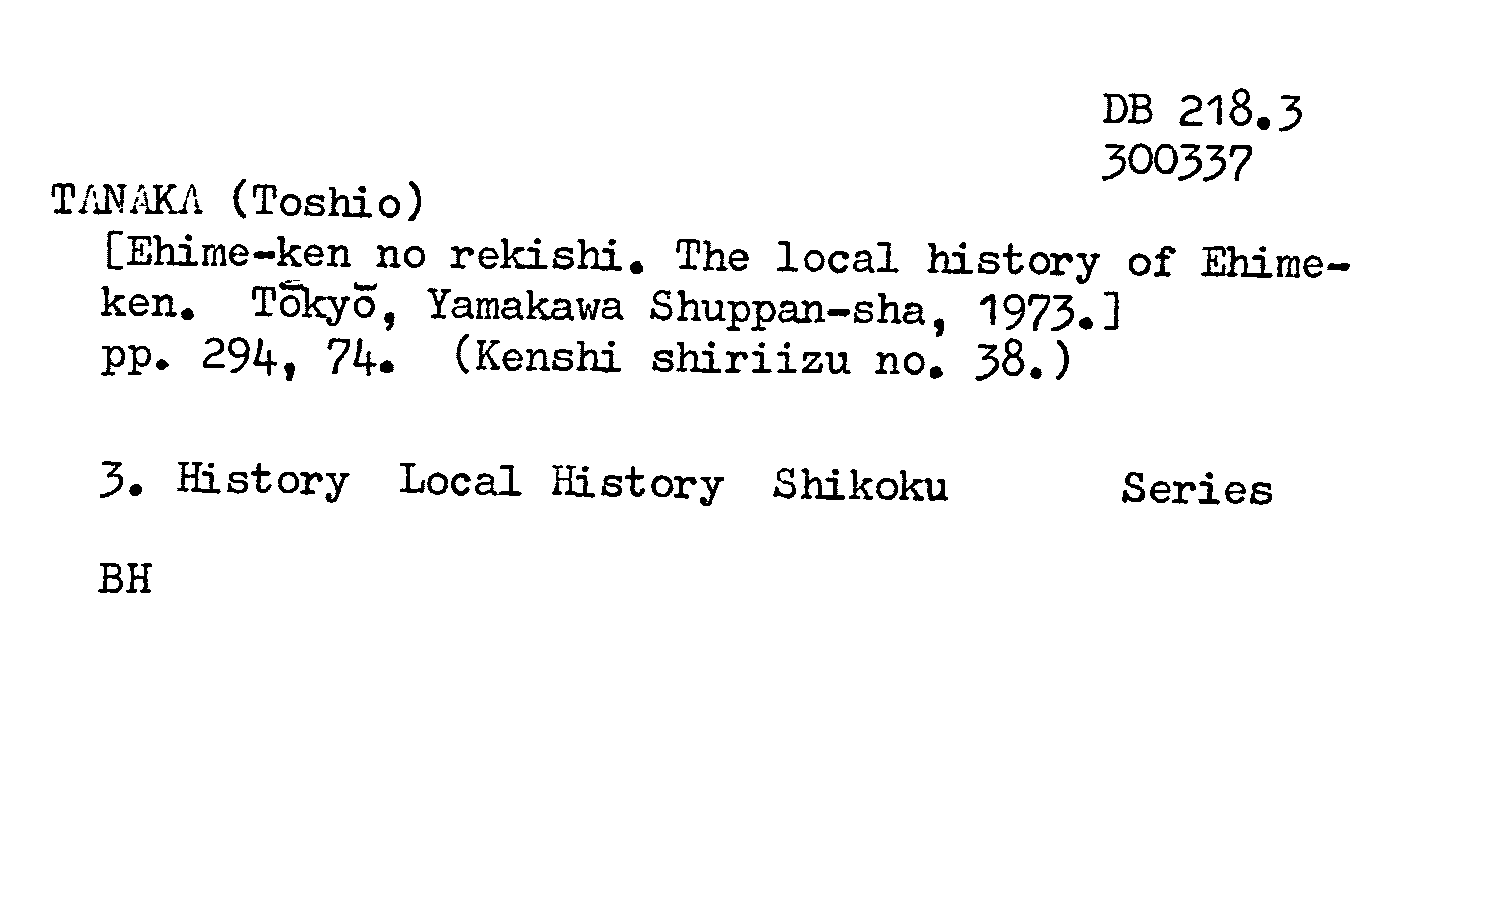 DB 218.3
300337
TANAKA (Toshio)
[Ehime-ken no rekishi. The local history of Ehime-
ken. Tōkyō, Yamakawa Shuppan-sha, 1973.]
pp. 294, 74. (Kenshi shiriizu no. 38.)
3. History Local History Shikoku Series
BH